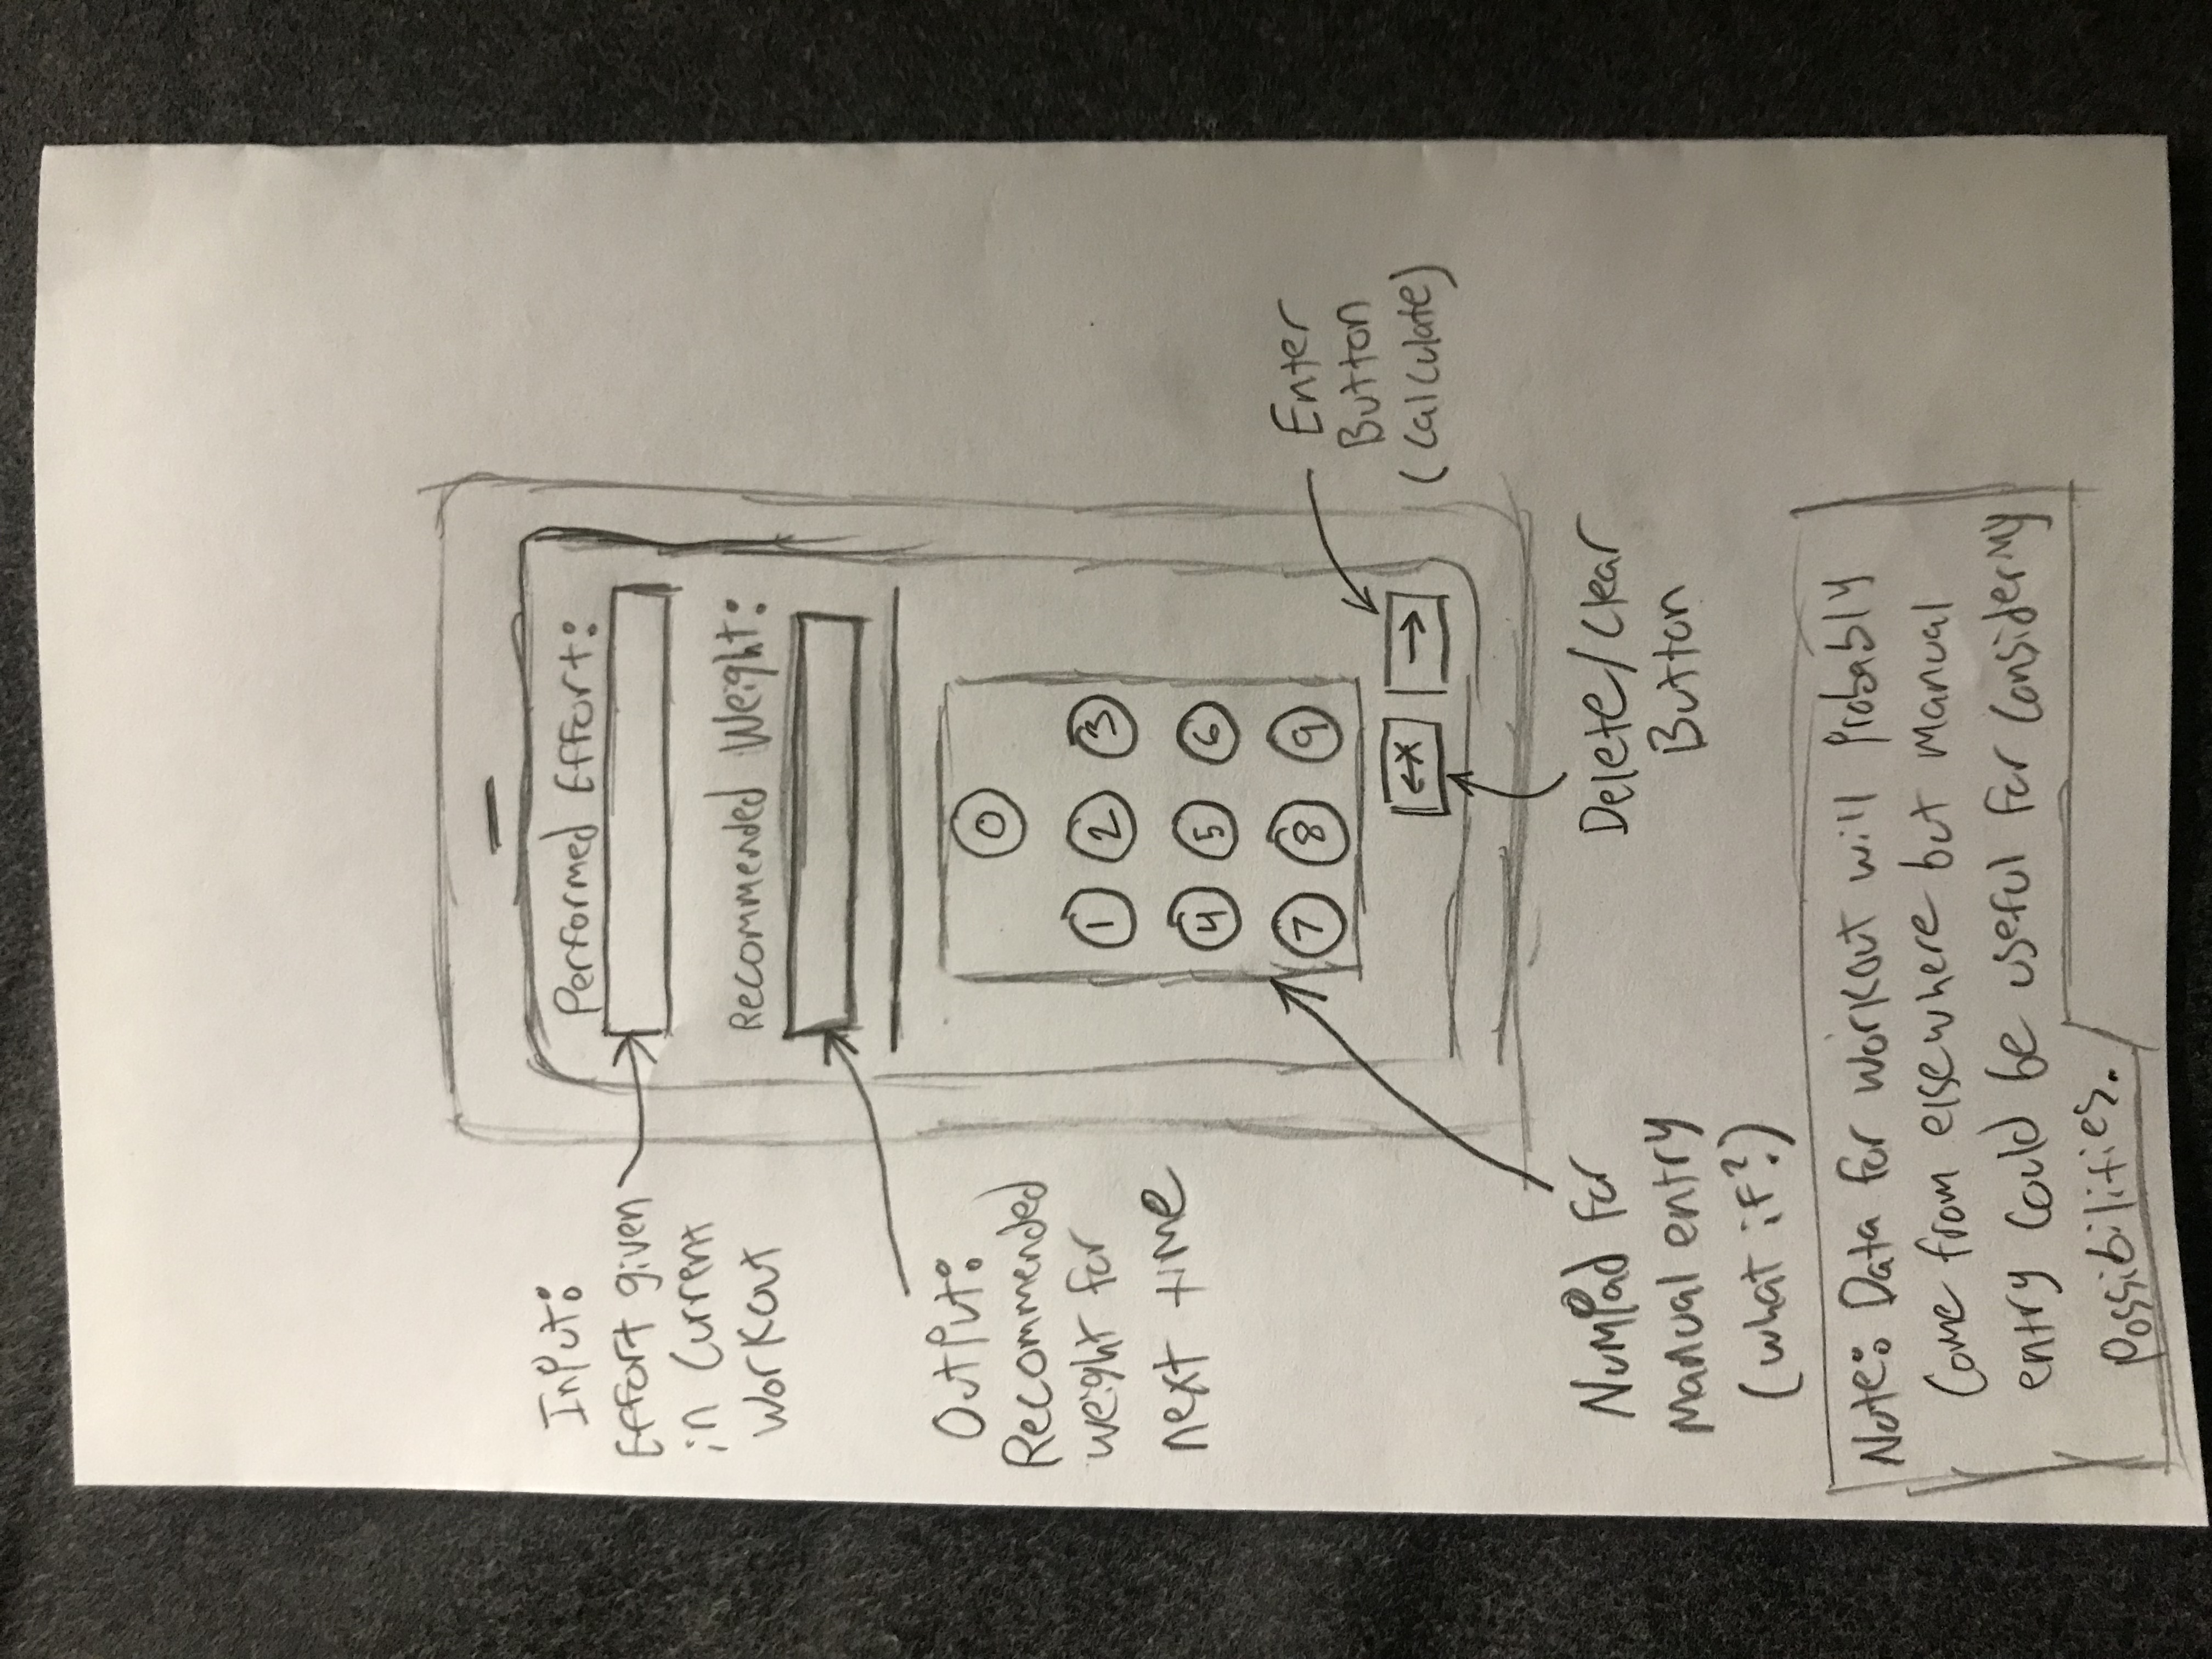 Input:
Effort given
in Current
Workout
Performed Effort:
Recommended Weight:
Output:
Recommended
weight for
next time
0
1 2 3
4 5 6
7 8 9
←x →
Enter
Button
(Calculate)
Numpad for
Manual entry
(what if?)
Delete/Clear
Button
Note: Data for workout will Probably
Come from elsewhere but manual
entry could be useful for Considering
Possibilities.